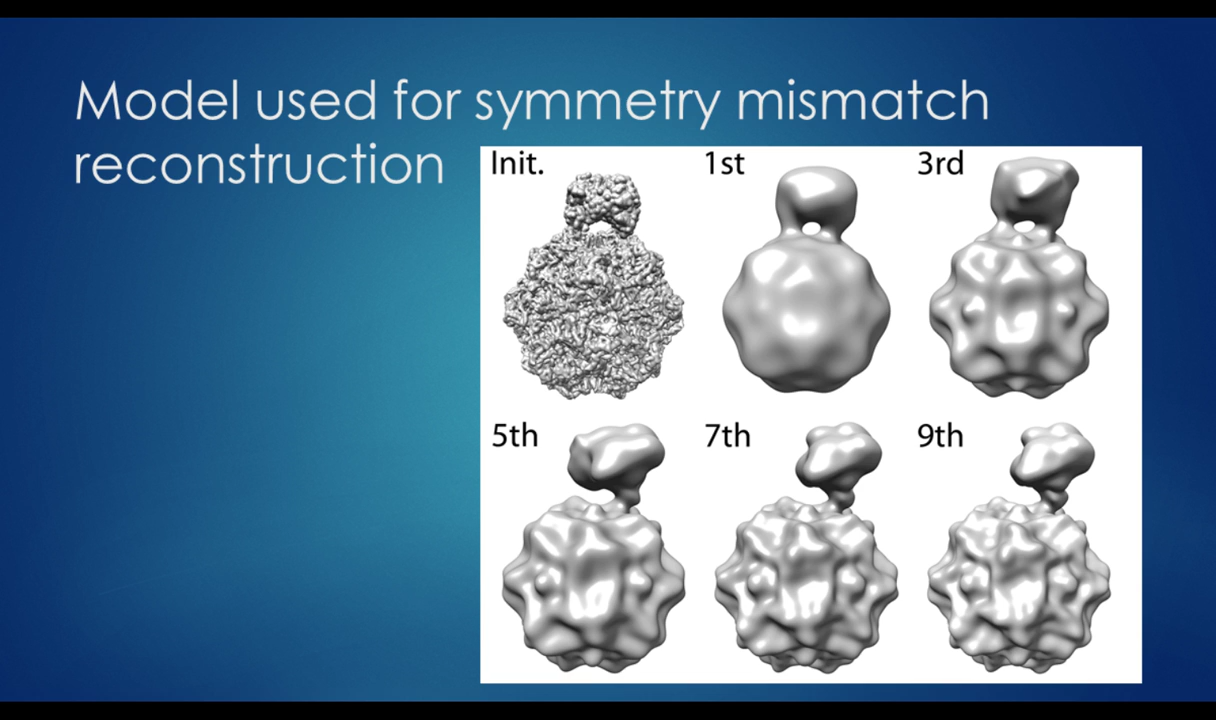 Model used for symmetry mismatch
reconstruction
Init.
1st
3rd
5th
7th
9th